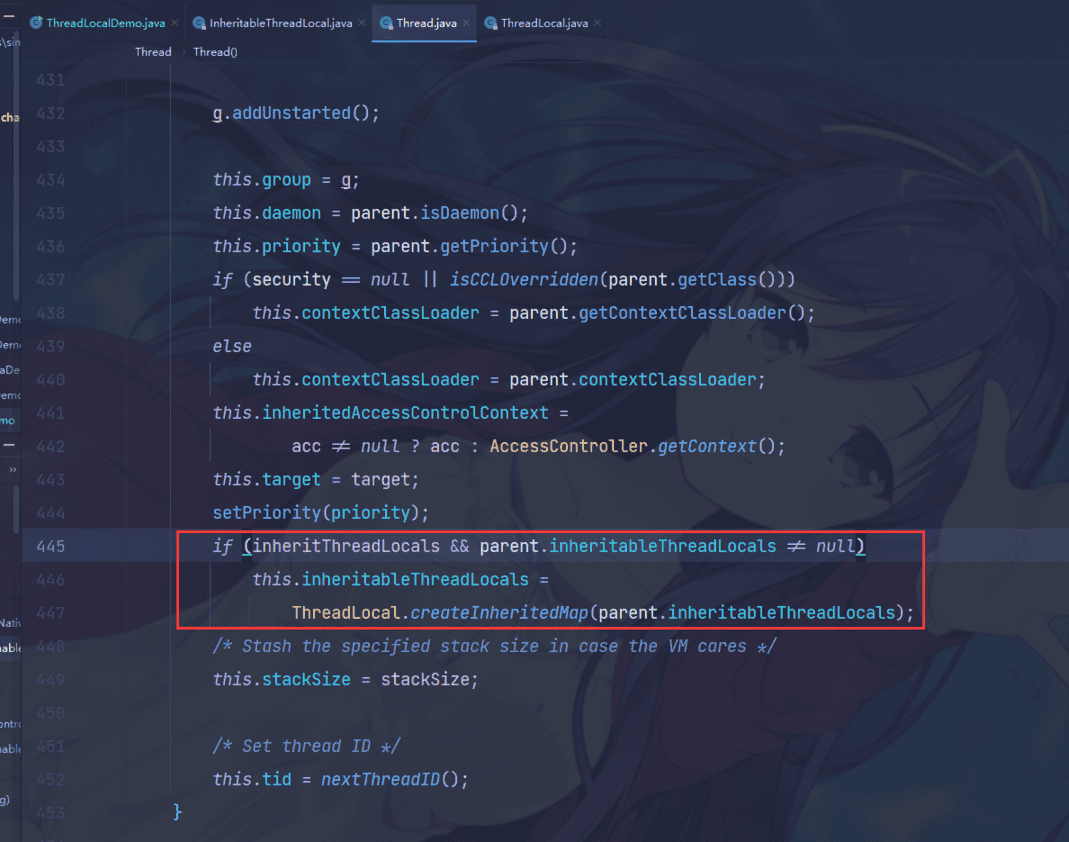 ThreadLocalDemo.java × InheritableThreadLocal.java × Thread.java × ThreadLocal.java ×
Thread › Thread()
431
432 g.addUnstarted();
433
434 this.group = g;
435 this.daemon = parent.isDaemon();
436 this.priority = parent.getPriority();
437 if (security == null || isCCLOverridden(parent.getClass()))
438 this.contextClassLoader = parent.getContextClassLoader();
439 else
440 this.contextClassLoader = parent.contextClassLoader;
441 this.inheritedAccessControlContext =
442 acc != null ? acc : AccessController.getContext();
443 this.target = target;
444 setPriority(priority);
445 if (inheritThreadLocals && parent.inheritableThreadLocals != null)
446 this.inheritableThreadLocals =
447 ThreadLocal.createInheritedMap(parent.inheritableThreadLocals);
448 /* Stash the specified stack size in case the VM cares */
449 this.stackSize = stackSize;
450
451 /* Set thread ID */
452 this.tid = nextThreadID();
453 }